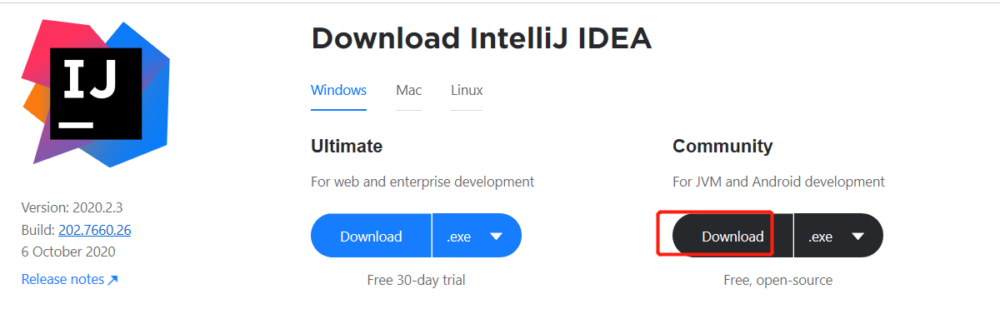 IJ
Download IntelliJ IDEA
Windows Mac Linux
Ultimate
For web and enterprise development
Download .exe
Free 30-day trial
Community
For JVM and Android development
Download .exe
Free, open-source
Version: 2020.2.3
Build: 202.7660.26
6 October 2020
Release notes ↗